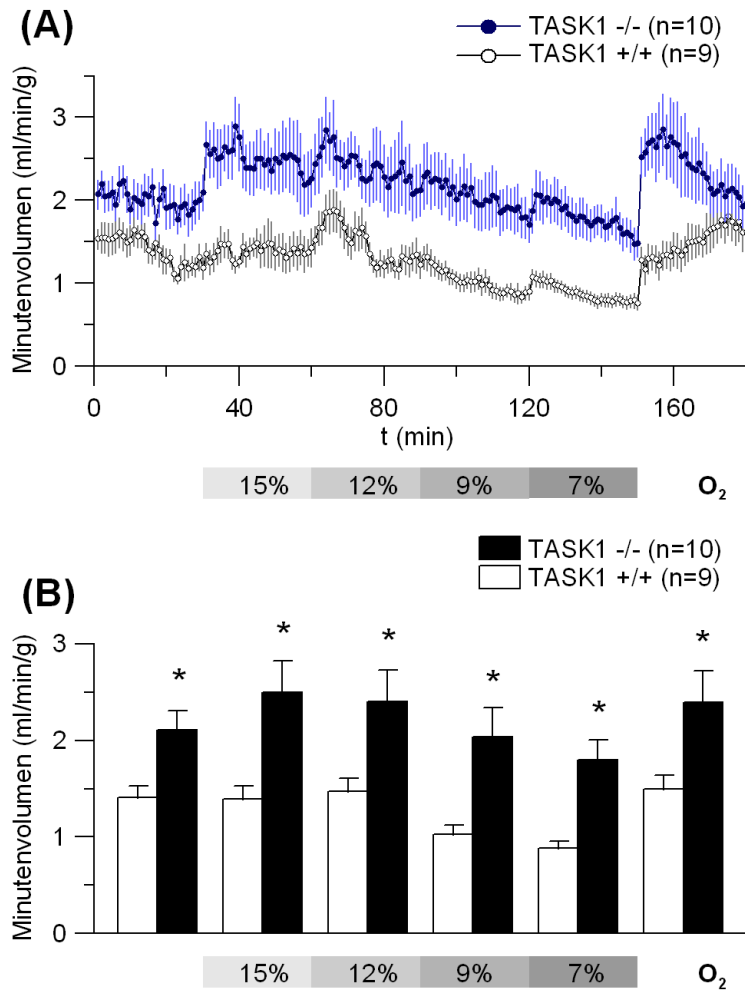 (A)
TASK1 -/- (n=10)
TASK1 +/+ (n=9)
Minutenvolumen (ml/min/g)
3
2
1
0
0 40 80 120 160
t (min)
15% 12% 9% 7% O₂
(B)
TASK1 -/- (n=10)
TASK1 +/+ (n=9)
Minutenvolumen (ml/min/g)
3
2
1
0
* * * * * *
15% 12% 9% 7% O₂